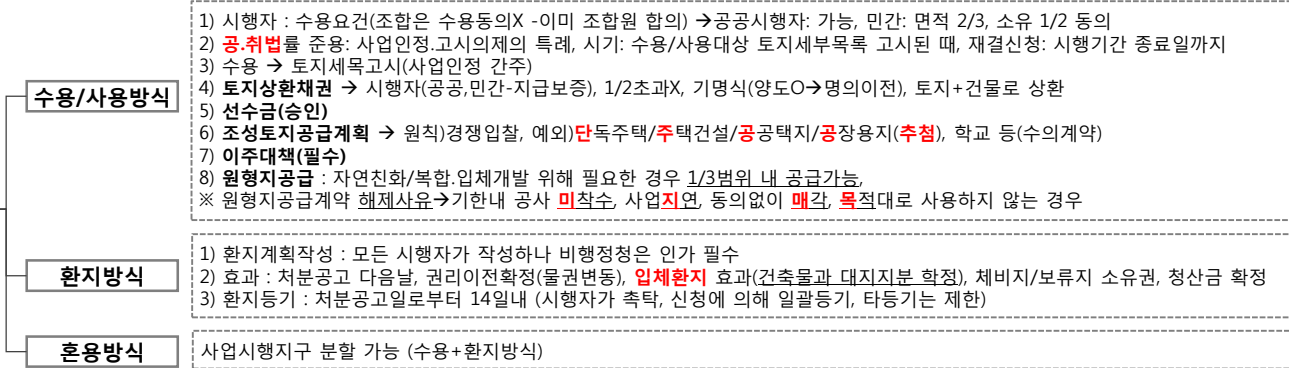 수용/사용방식
1) 시행자 : 수용요건(조합은 수용동의X -이미 조합원 합의) →공공시행자: 가능, 민간: 면적 2/3, 소유 1/2 동의
2) 공.취법률 준용: 사업인정.고시의제의 특례, 시기: 수용/사용대상 토지세부목록 고시된 때, 재결신청: 시행기간 종료일까지
3) 수용 → 토지세목고시(사업인정 간주)
4) 토지상환채권 → 시행자(공공,민간-지급보증), 1/2초과X, 기명식(양도O→명의이전), 토지+건물로 상환
5) 선수금(승인)
6) 조성토지공급계획 → 원칙)경쟁입찰, 예외)단독주택/주택건설/공공택지/공장용지(추첨), 학교 등(수의계약)
7) 이주대책(필수)
8) 원형지공급 : 자연친화/복합.입체개발 위해 필요한 경우 1/3범위 내 공급가능,
※ 원형지공급계약 해제사유→기한내 공사 미착수, 사업지연, 동의없이 매각, 목적대로 사용하지 않는 경우
환지방식
1) 환지계획작성 : 모든 시행자가 작성하나 비행정청은 인가 필수
2) 효과 : 처분공고 다음날, 권리이전확정(물권변동), 입체환지 효과(건축물과 대지지분 학정), 체비지/보류지 소유권, 청산금 확정
3) 환지등기 : 처분공고일로부터 14일내 (시행자가 촉탁, 신청에 의해 일괄등기, 타등기는 제한)
혼용방식
사업시행지구 분할 가능 (수용+환지방식)